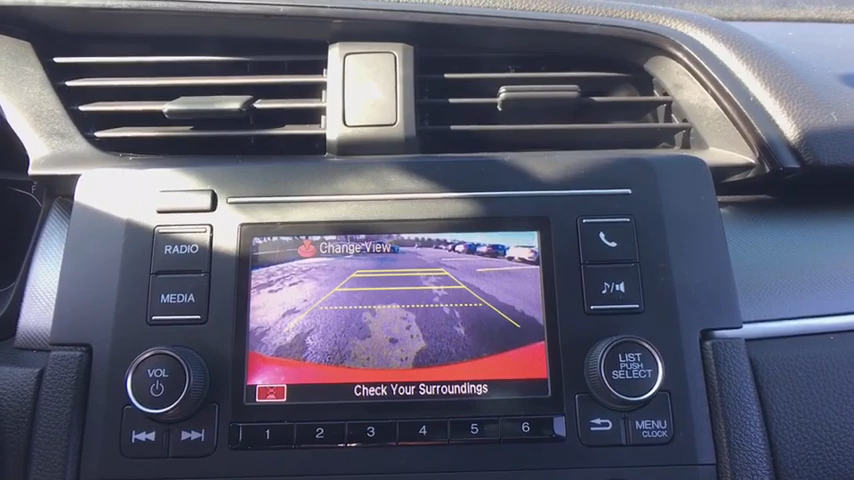 Change View
RADIO
MEDIA
VOL
LIST
PUSH
SELECT
Check Your Surroundings
1 2 3 4 5 6
MENU
CLOCK